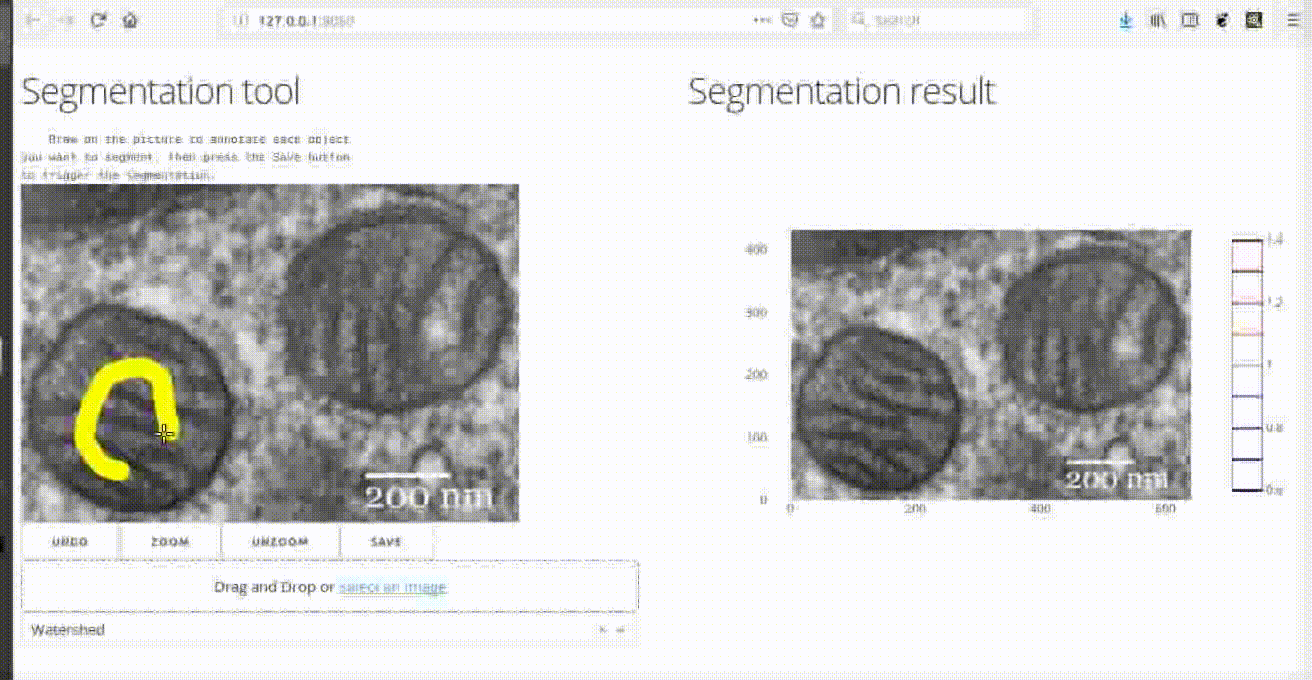 127.0.0.1:8050
Search
Segmentation tool
Draw on the picture to annotate each object
you want to segment, then press the Save button
to trigger the segmentation.
200 nm
UNDO
ZOOM
UNZOOM
SAVE
Drag and Drop or select an image
Watershed
Segmentation result
400
300
200
100
0
0
200
400
600
200 nm
1.4
1.2
1
0.8
0.6